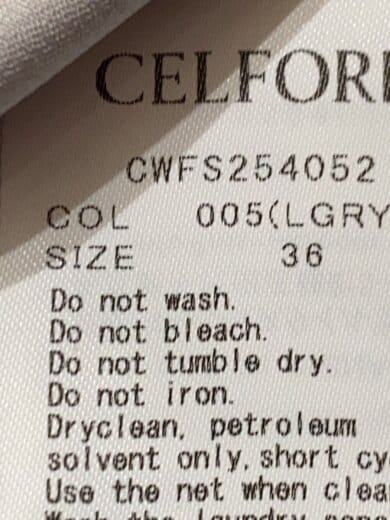 CELFOR
CWFS254052
COL 005(LGRY
SIZE 36
Do not wash.
Do not bleach.
Do not tumble dry.
Do not iron.
Dryclean, petroleum
solvent only, short cy
Use the net when clea